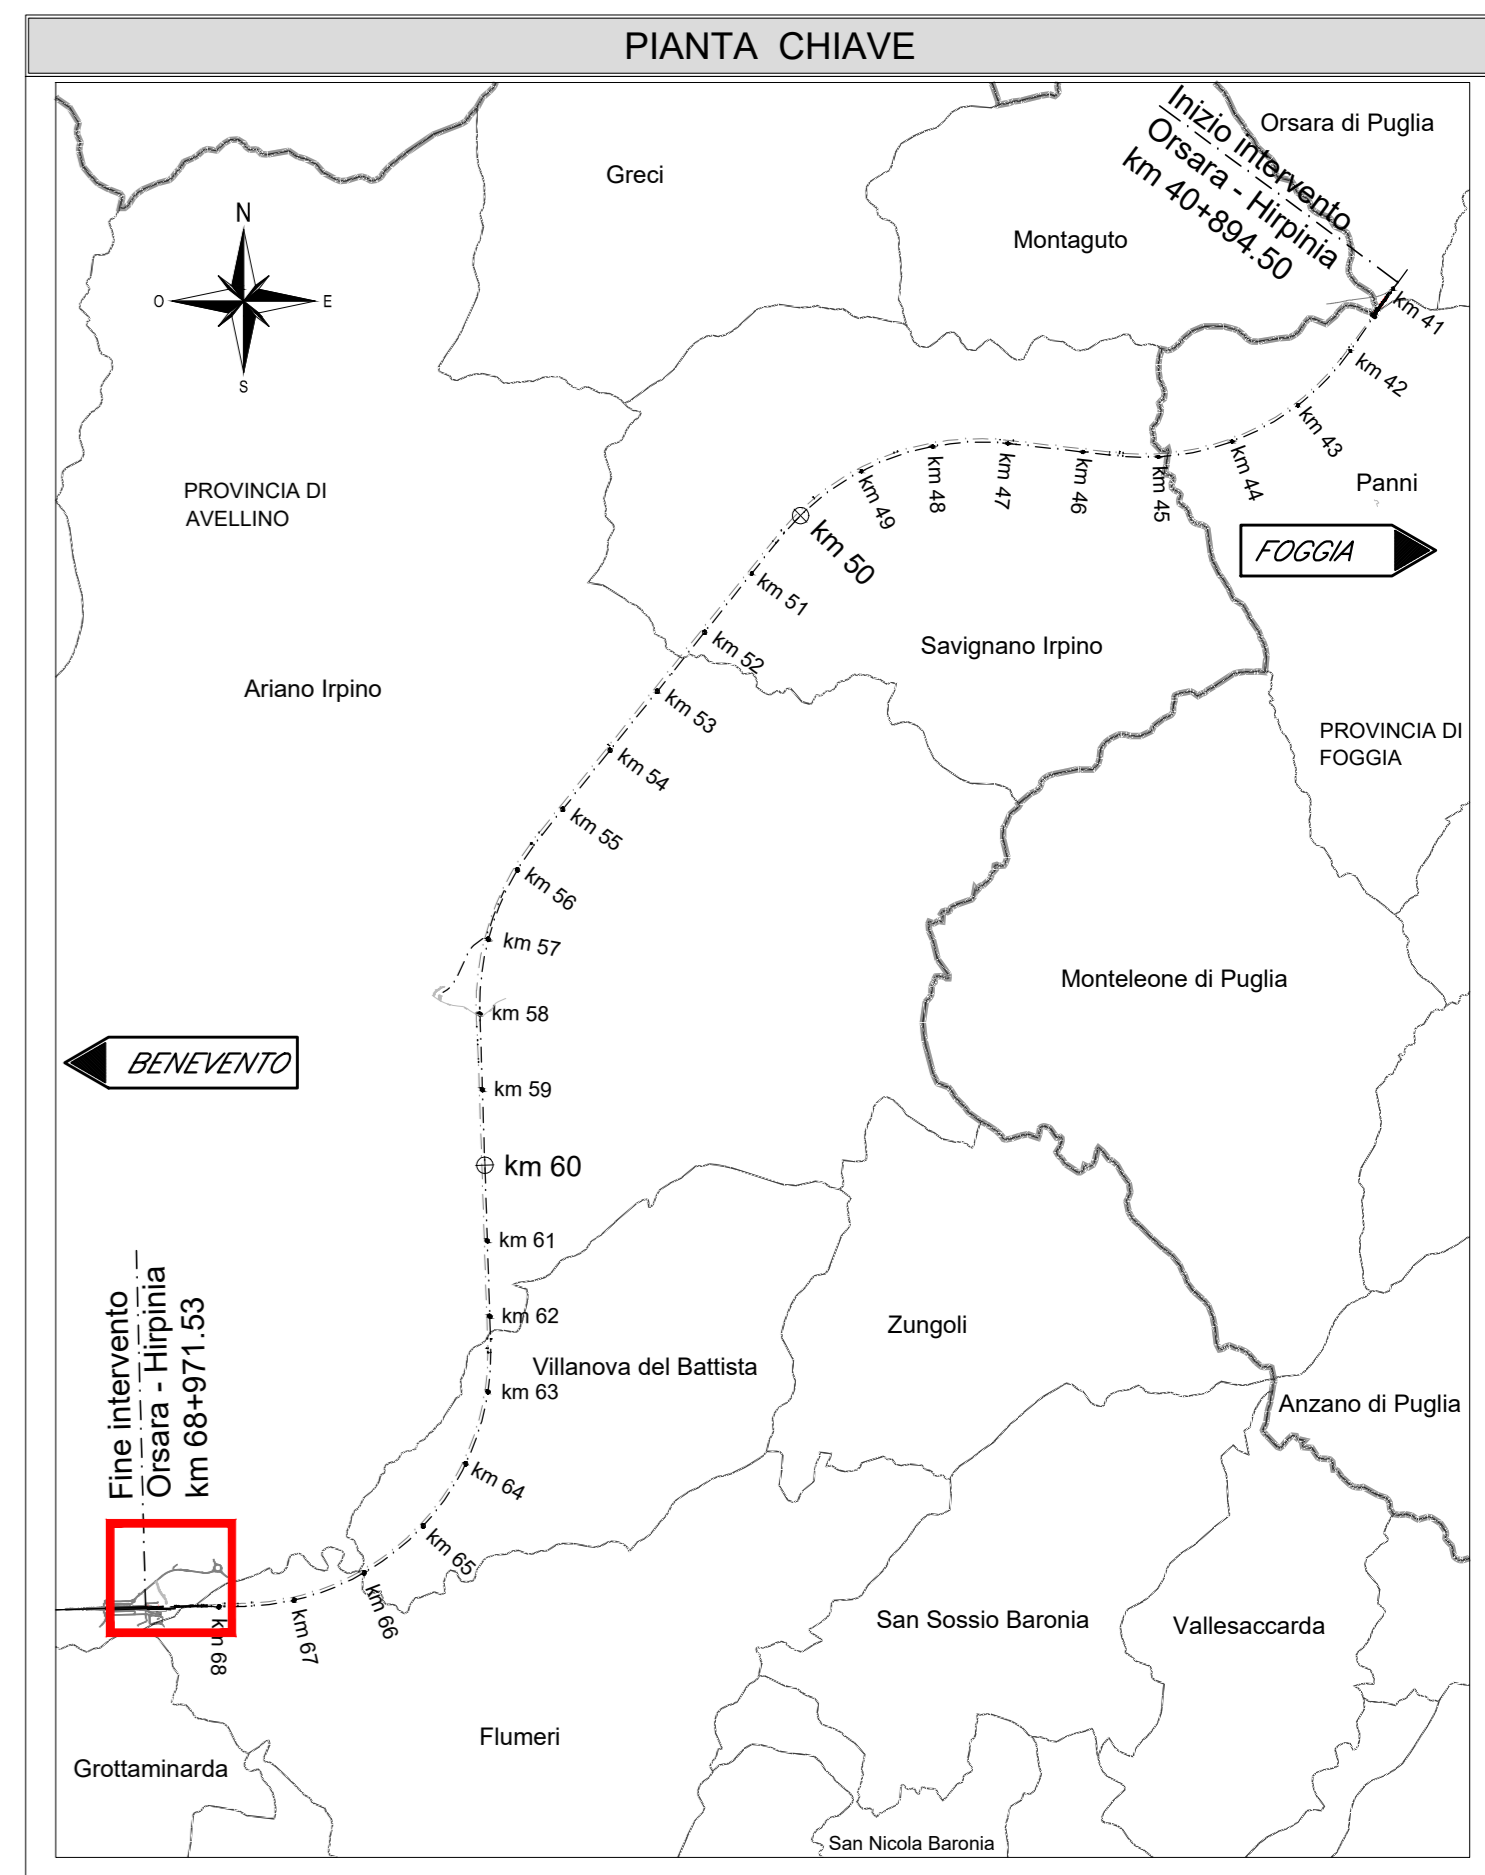 PIANTA CHIAVE
Inizio intervento
Orsara - Hirpinia
km 40+894.50
Orsara di Puglia
Greci
Montaguto
N
O
E
S
km 41
km 42
km 43
km 44
km 45
km 46
km 47
km 48
km 49
km 50
Panni
?
FOGGIA
PROVINCIA DI
AVELLINO
km 51
km 52
km 53
km 54
km 55
km 56
km 57
km 58
km 59
km 60
Savignano Irpino
Ariano Irpino
PROVINCIA DI
FOGGIA
Monteleone di Puglia
BENEVENTO
km 61
km 62
km 63
km 64
km 65
km 66
km 67
km 68
Zungoli
Villanova del Battista
Fine intervento
Orsara - Hirpinia
km 68+971.53
Anzano di Puglia
San Sossio Baronia
Vallesaccarda
Flumeri
Grottaminarda
San Nicola Baronia